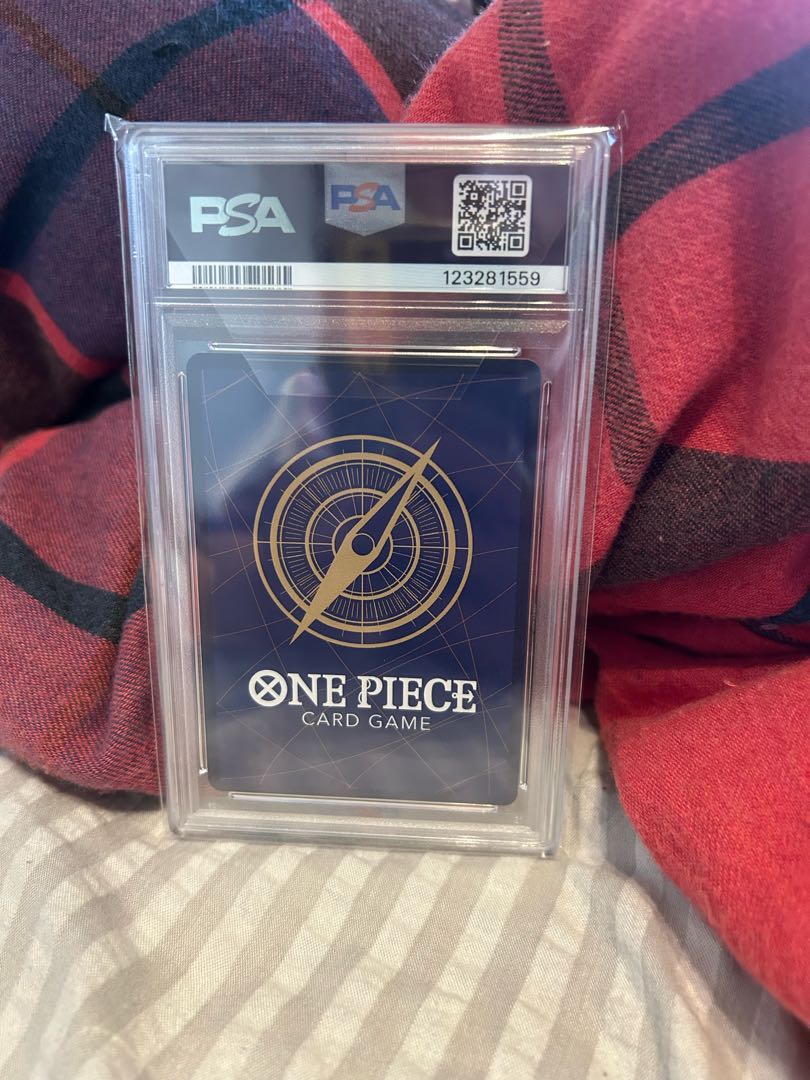 PSA PSA
123281559
ONE PIECE
CARD GAME